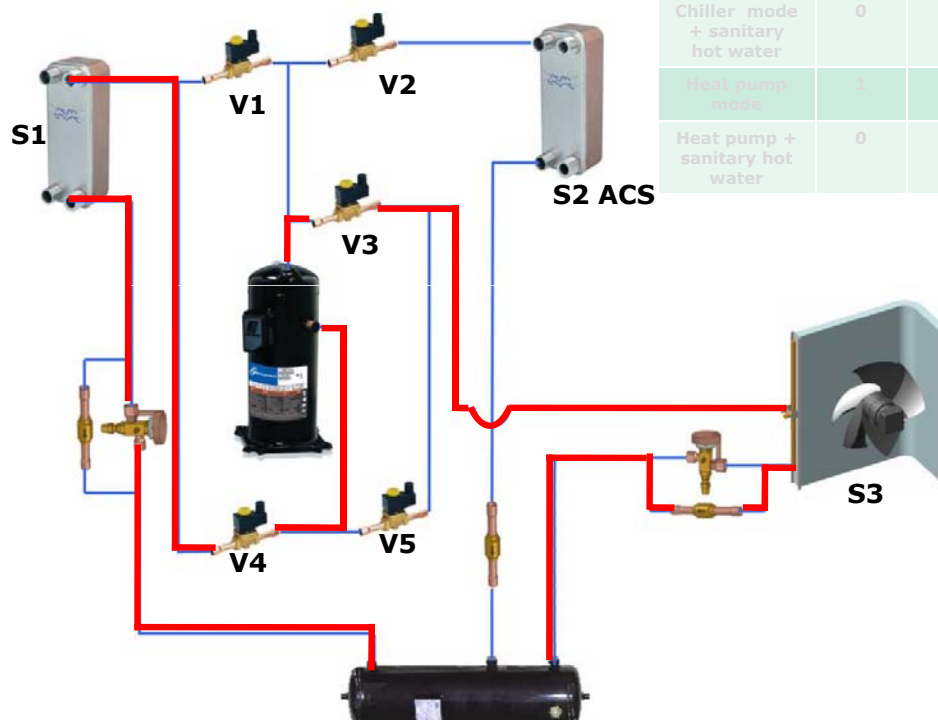 Chiller mode 0
+ sanitary
hot water
Heat pump 1
mode
Heat pump + 0
sanitary hot
water
V1
V2
S1
S2 ACS
V3
S3
V4
V5